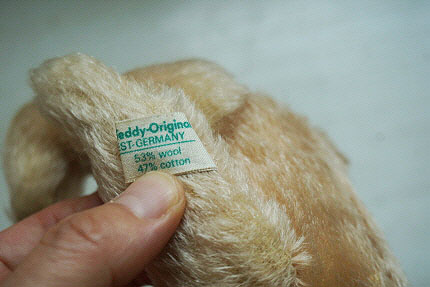 eddy-Origina
ST-GERMANY
53% wool
47% cotton